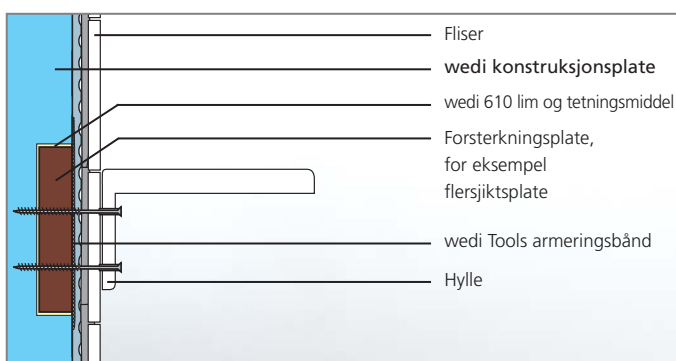 Fliser
wedi konstruksjonsplate
wedi 610 lim og tetningsmiddel
Forsterkningsplate,
for eksempel
flersjiktsplate
wedi Tools armeringsbånd
Hylle